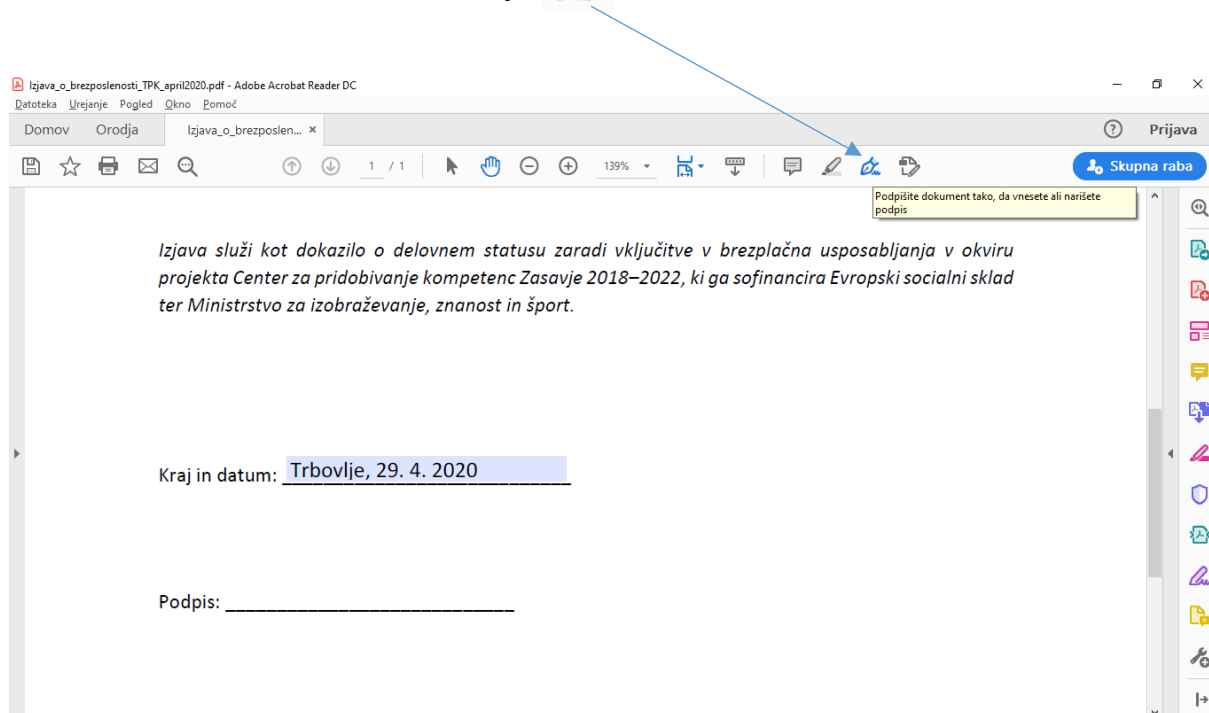 Izjava_o_brezposlenosti_TPK_april2020.pdf - Adobe Acrobat Reader DC
Datoteka Urejanje Pogled Okno Pomoč
Domov Orodja Izjava_o_brezposlen... × Prijava
1 / 1 139% Skupna raba
Podpišite dokument tako, da vnesete ali narišete
podpis
Izjava služi kot dokazilo o delovnem statusu zaradi vključitve v brezplačna usposabljanja v okviru
projekta Center za pridobivanje kompetenc Zasavje 2018–2022, ki ga sofinancira Evropski socialni sklad
ter Ministrstvo za izobraževanje, znanost in šport.
Kraj in datum: Trbovlje, 29. 4. 2020
Podpis: ____________________________